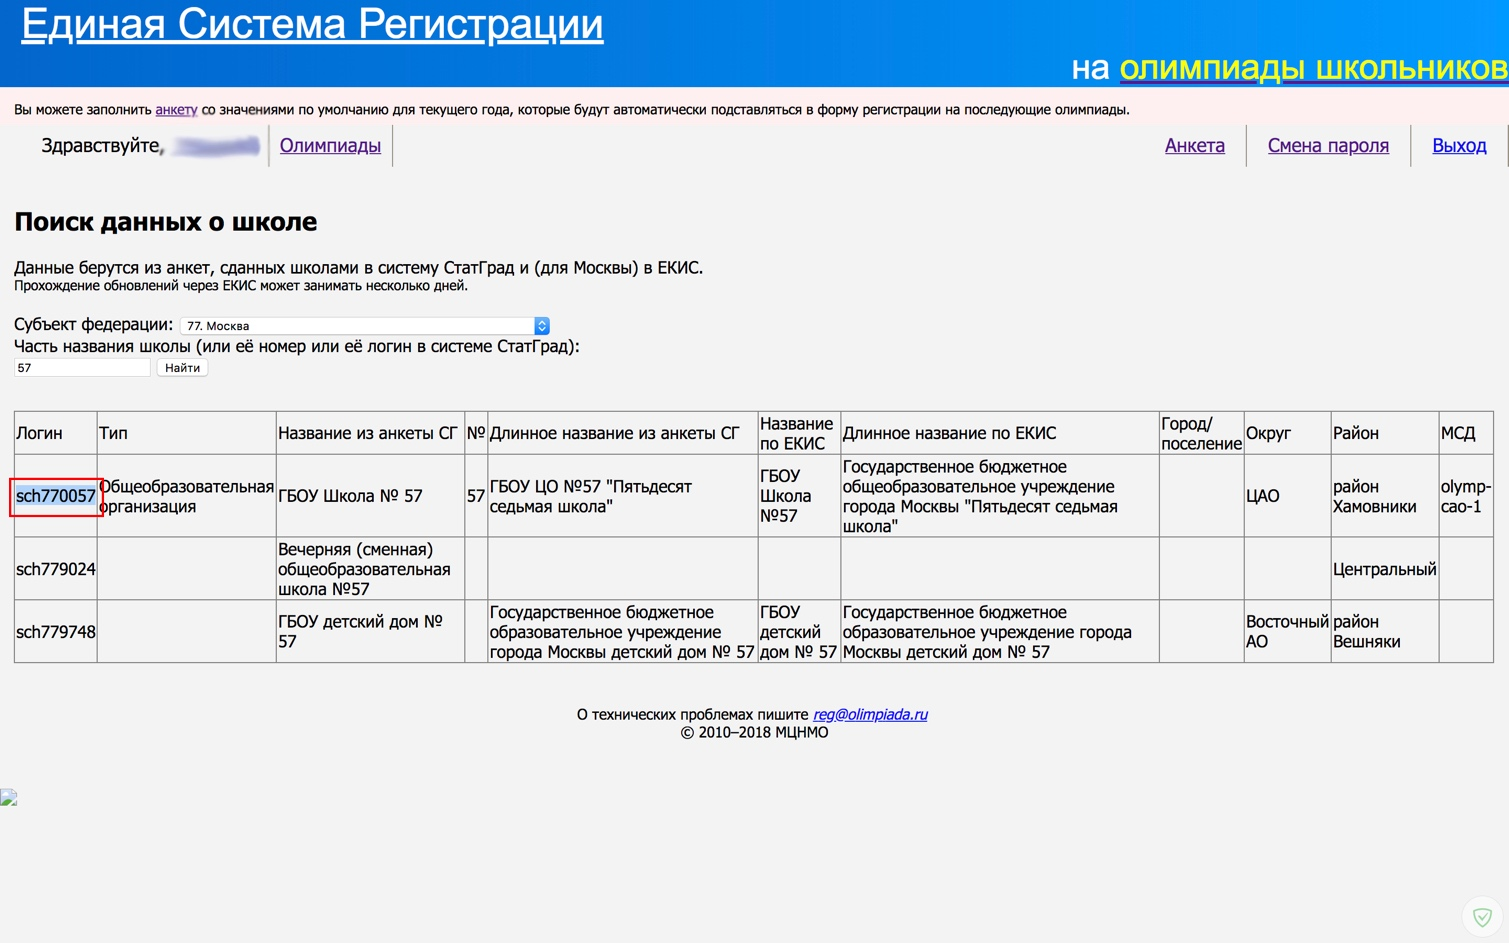 Единая Система Регистрации
на олимпиады школьников
Вы можете заполнить анкету со значениями по умолчанию для текущего года, которые будут автоматически подставляться в форму регистрации на последующие олимпиады.
Здравствуйте, Олимпиады Анкета Смена пароля Выход
Поиск данных о школе
Данные берутся из анкет, сданных школами в систему СтатГрад и (для Москвы) в ЕКИС.
Прохождение обновлений через ЕКИС может занимать несколько дней.
Субъект федерации: 77. Москва
Часть названия школы (или её номер или её логин в системе СтатГрад):
57 Найти
Логин
Тип
Название из анкеты СГ
№
Длинное название из анкеты СГ
Название
по ЕКИС
Длинное название по ЕКИС
Город/
поселение
Округ
Район
МСД
sch770057
Общеобразовательная
организация
ГБОУ Школа № 57
57
ГБОУ ЦО №57 "Пятьдесят
седьмая школа"
ГБОУ
Школа
№57
Государственное бюджетное
общеобразовательное учреждение
города Москвы "Пятьдесят седьмая
школа"
ЦАО
район
Хамовники
olymp-
cao-1
sch779024
Вечерняя (сменная)
общеобразовательная
школа №57
Центральный
sch779748
ГБОУ детский дом №
57
Государственное бюджетное
образовательное учреждение
города Москвы детский дом № 57
ГБОУ
детский
дом № 57
Государственное бюджетное
образовательное учреждение города
Москвы детский дом № 57
Восточный
АО
район
Вешняки
О технических проблемах пишите reg@olimpiada.ru
© 2010–2018 МЦНМО